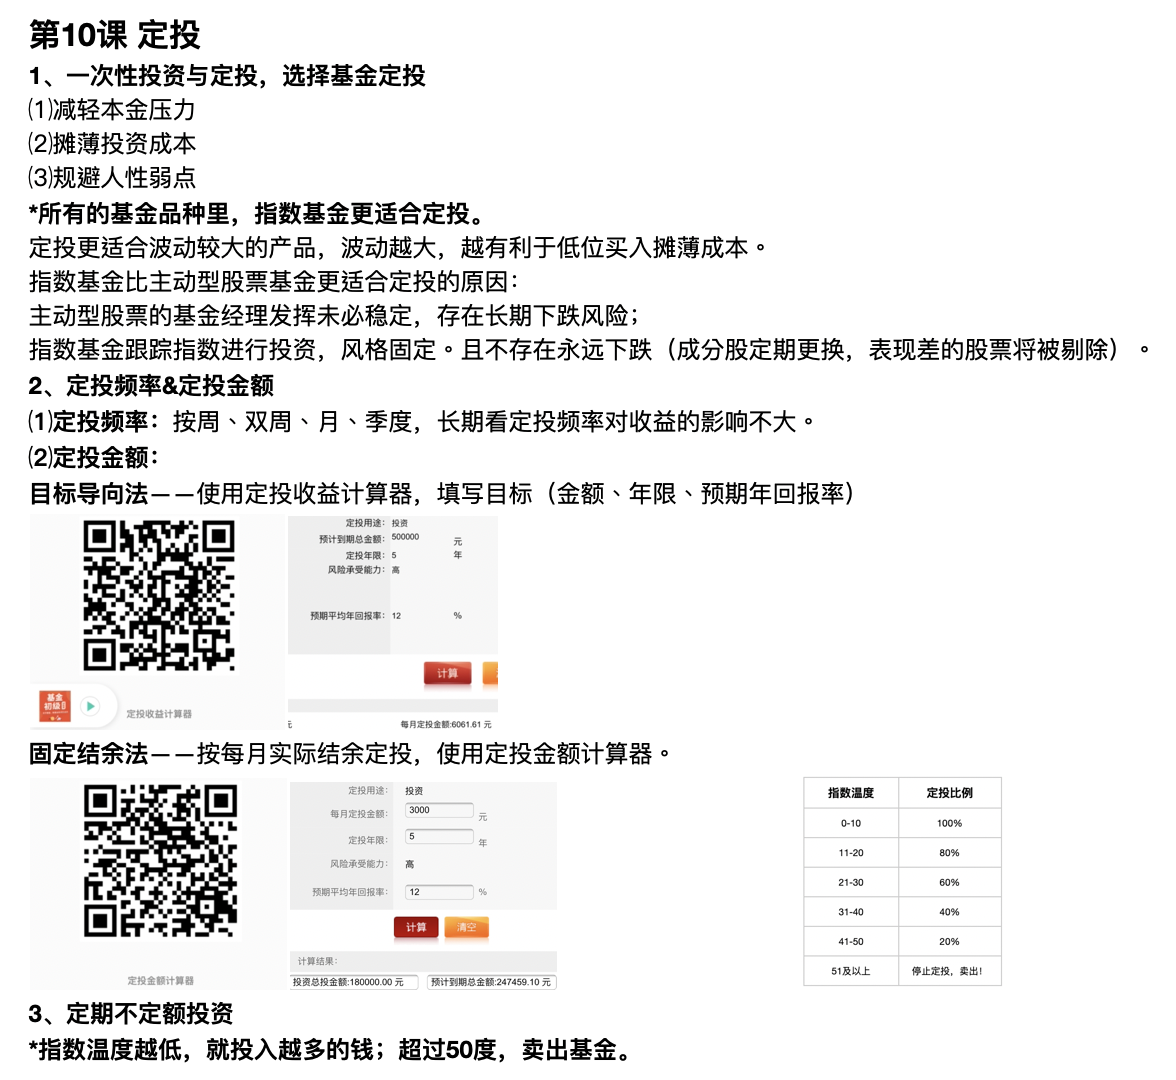 第10课 定投
1、一次性投资与定投，选择基金定投
⑴减轻本金压力
⑵摊薄投资成本
⑶规避人性弱点
*所有的基金品种里，指数基金更适合定投。
定投更适合波动较大的产品，波动越大，越有利于低位买入摊薄成本。
指数基金比主动型股票基金更适合定投的原因：
主动型股票的基金经理发挥未必稳定，存在长期下跌风险；
指数基金跟踪指数进行投资，风格固定。且不存在永远下跌（成分股定期更换，表现差的股票将被剔除）。
2、定投频率&定投金额
⑴定投频率：按周、双周、月、季度，长期看定投频率对收益的影响不大。
⑵定投金额：
目标导向法——使用定投收益计算器，填写目标（金额、年限、预期年回报率）
定投用途： 投资
预计到期总金额： 500000 元
定投年限： 5 年
风险承受能力： 高
预期平均年回报率： 12 %
计算
基金
初级
定投收益计算器
元 每月定投金额:6061.61 元
固定结余法——按每月实际结余定投，使用定投金额计算器。
定投用途： 投资
每月定投金额： 3000 元
定投年限： 5 年
风险承受能力： 高
预期平均年回报率： 12 %
计算 清空
计算结果：
投资总投金额:180000.00 元 预计到期总金额:247459.10 元
定投金额计算器
指数温度 定投比例
0-10 100%
11-20 80%
21-30 60%
31-40 40%
41-50 20%
51及以上 停止定投，卖出！
3、定期不定额投资
*指数温度越低，就投入越多的钱；超过50度，卖出基金。